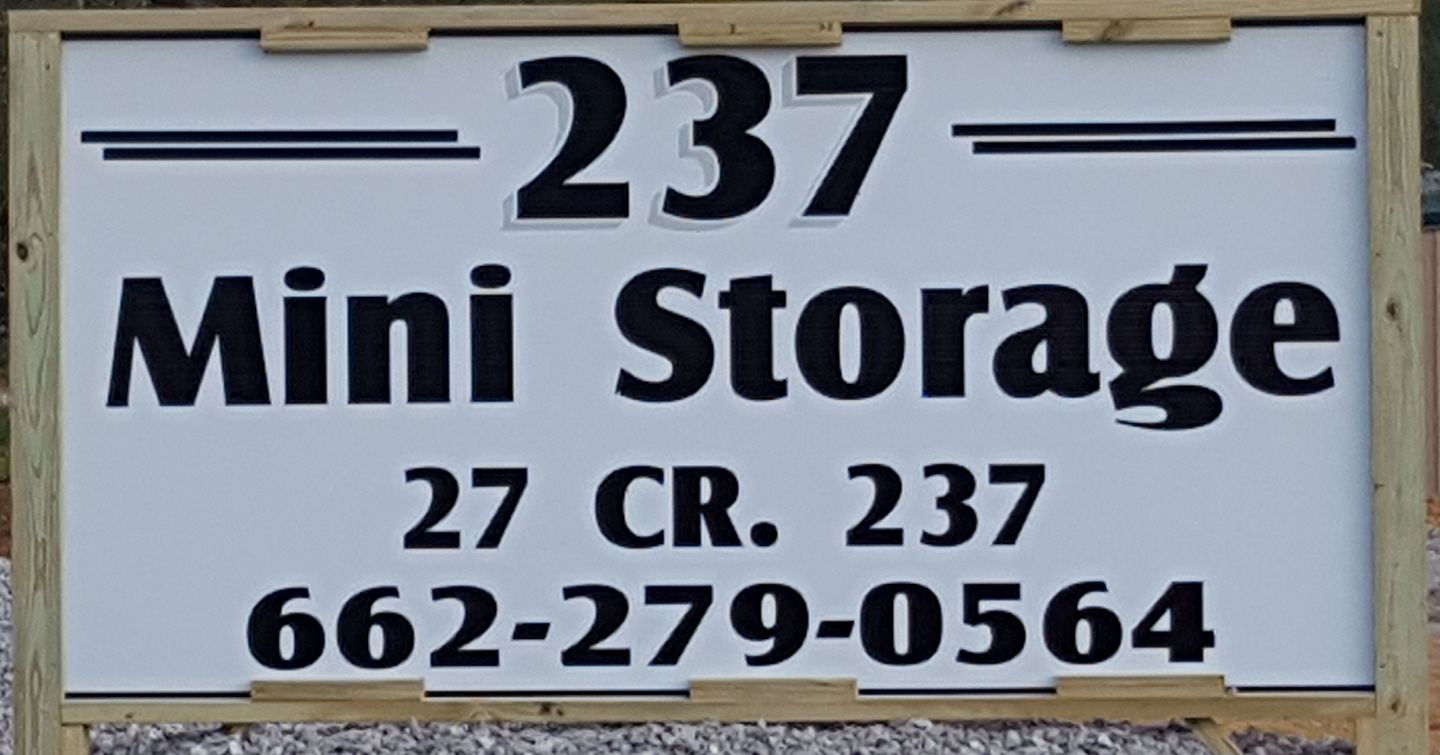 237
Mini Storage
27 CR. 237
662-279-0564